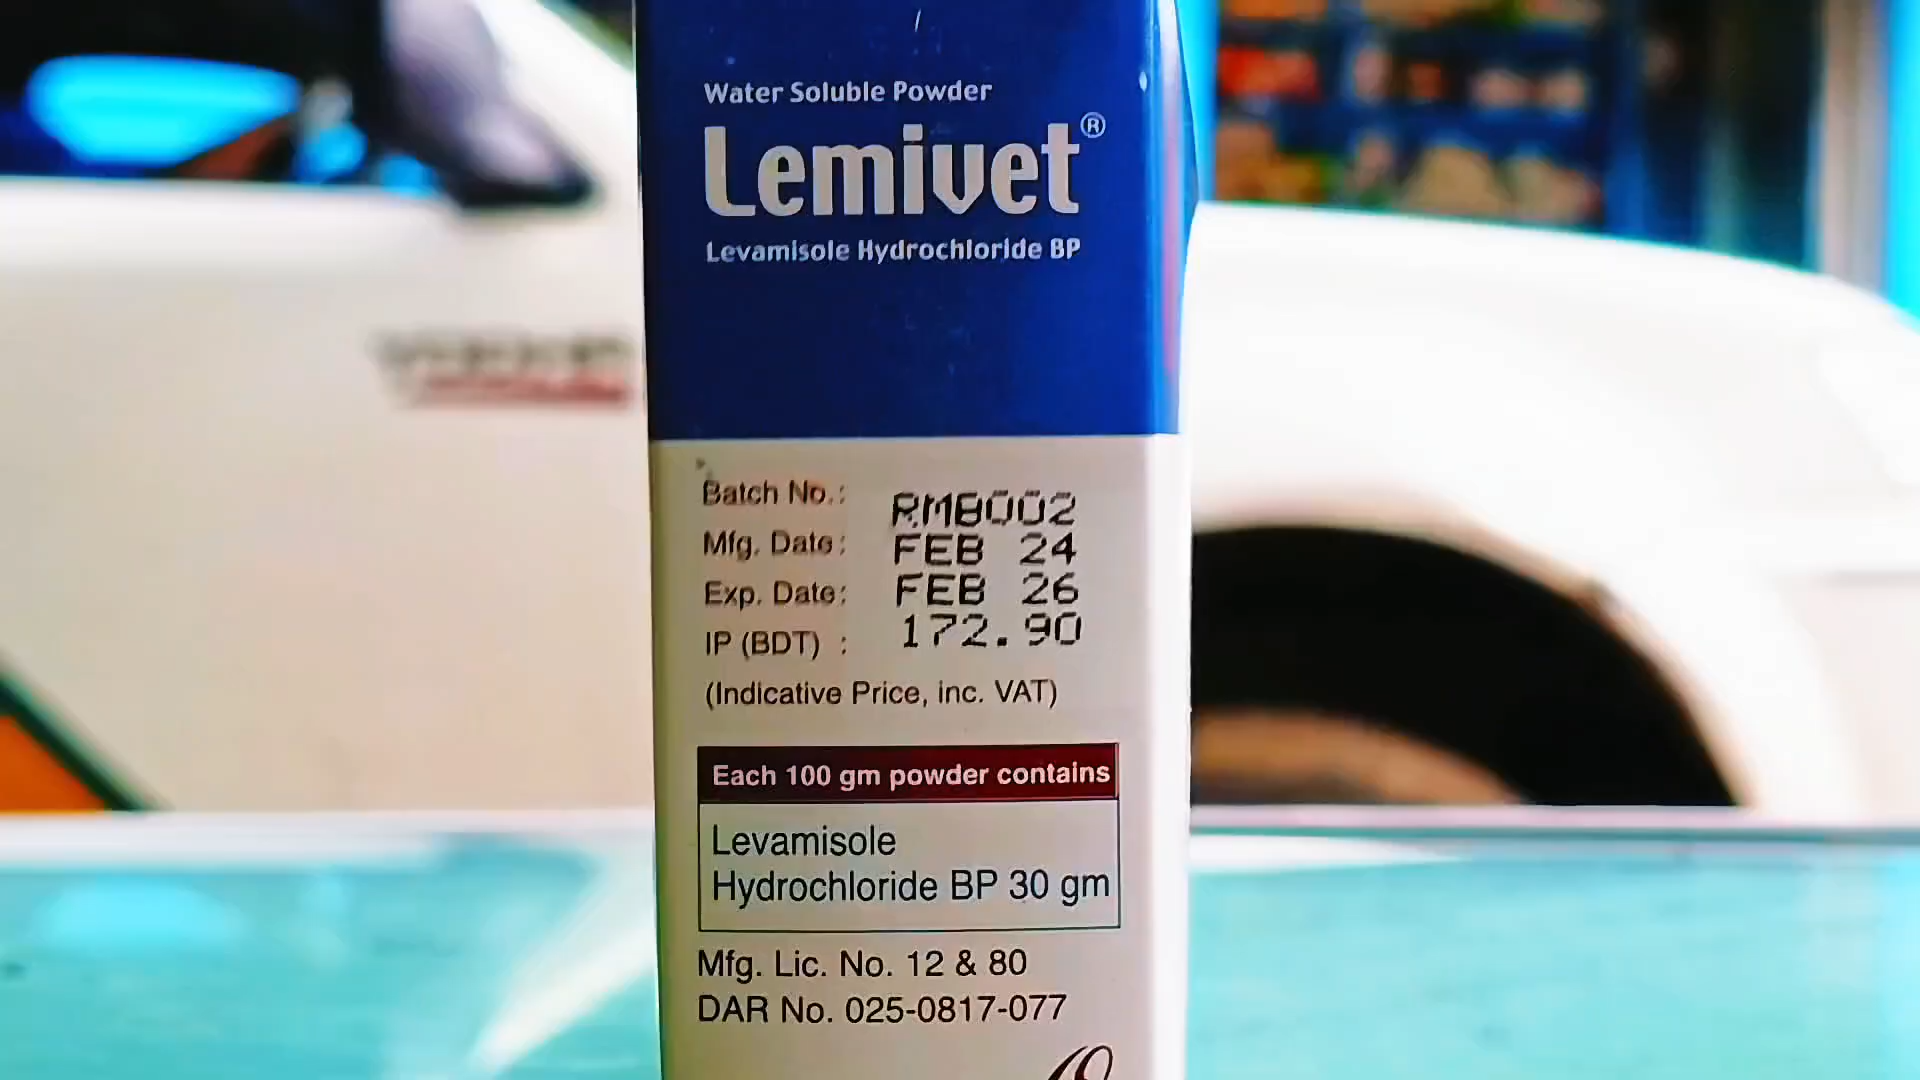 Water Soluble Powder
Lemivet®
Levamisole Hydrochloride BP
Batch No.: RMB002
Mfg. Date: FEB 24
Exp. Date: FEB 26
IP (BDT) : 172.90
(Indicative Price, inc. VAT)
Each 100 gm powder contains
Levamisole
Hydrochloride BP 30 gm
Mfg. Lic. No. 12 & 80
DAR No. 025-0817-077